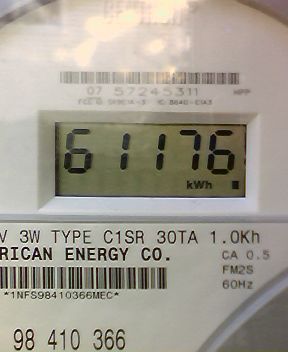 07 57245311 MPP
61176
kWh
V 3W TYPE C1SR 30TA 1.0Kh
RICAN ENERGY CO.
CA 0.5
FM2S
60Hz
*1NFS98410366MEC*
98 410 366